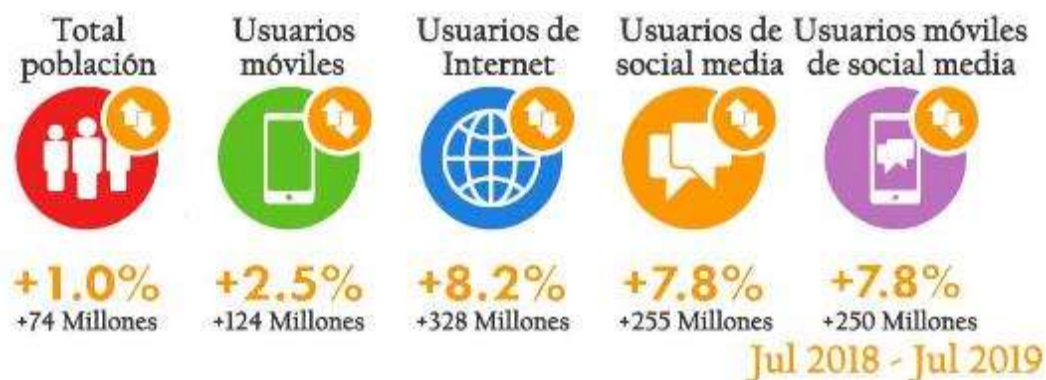 Total
población
Usuarios
móviles
Usuarios de
Internet
Usuarios de
social media
Usuarios móviles
de social media
+1.0%
+74 Millones
+2.5%
+124 Millones
+8.2%
+328 Millones
+7.8%
+255 Millones
+7.8%
+250 Millones
Jul 2018 - Jul 2019